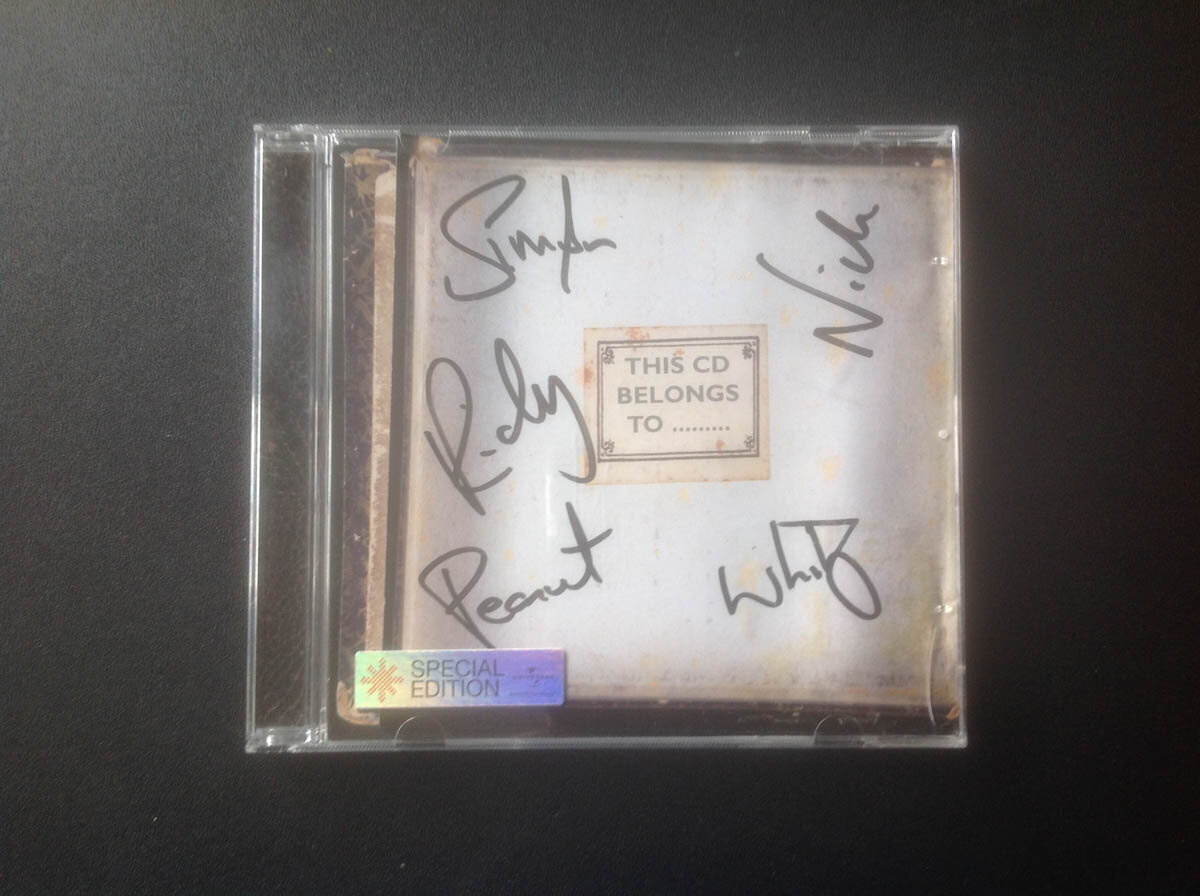 Simon
Nick
THIS CD
BELONGS
TO .........
Ricky
Peanut
Whitey
SPECIAL
EDITION